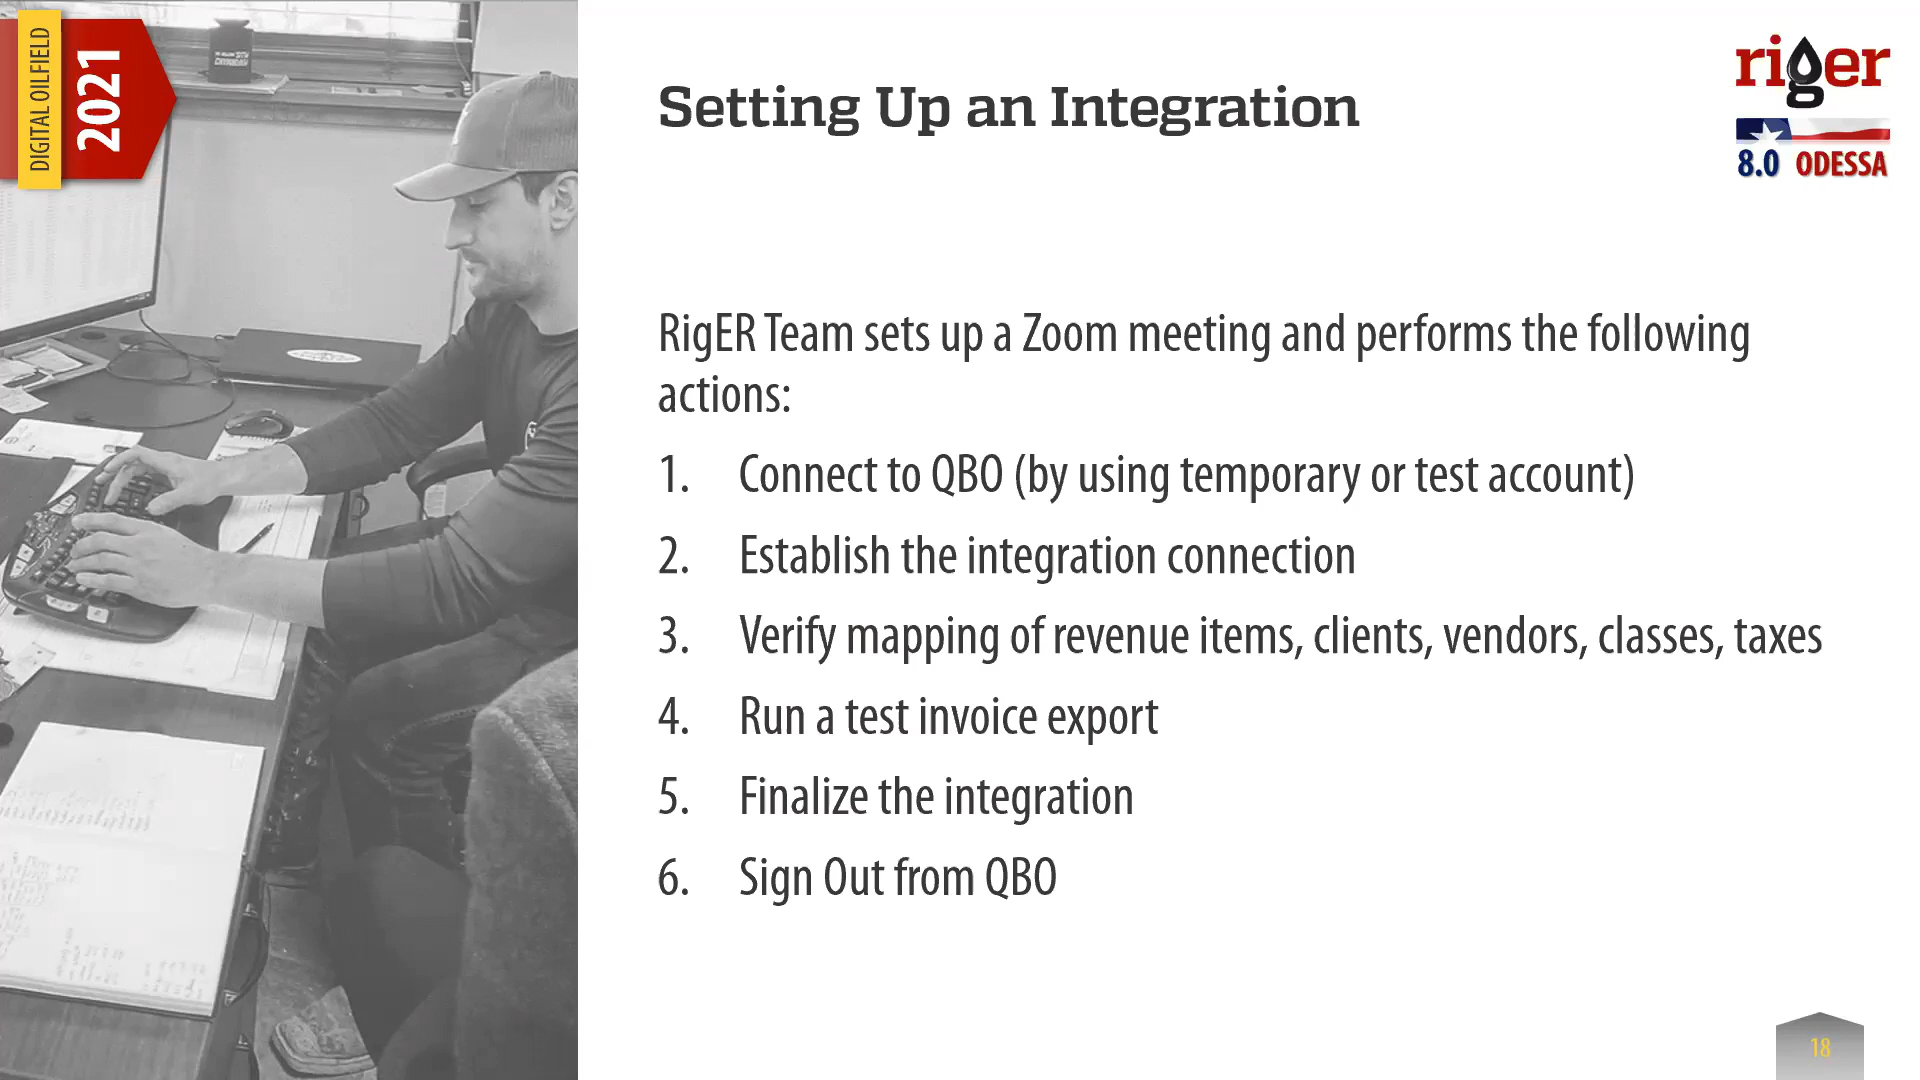 DIGITAL OILFIELD
2021
Setting Up an Integration
riger
8.0 ODESSA
RigER Team sets up a Zoom meeting and performs the following
actions:
1. Connect to QBO (by using temporary or test account)
2. Establish the integration connection
3. Verify mapping of revenue items, clients, vendors, classes, taxes
4. Run a test invoice export
5. Finalize the integration
6. Sign Out from QBO
18